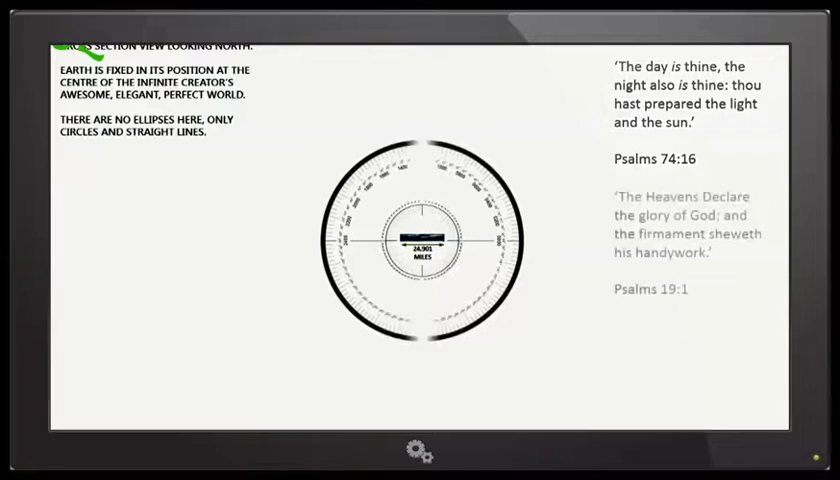 CROSS SECTION VIEW LOOKING NORTH.
EARTH IS FIXED IN ITS POSITION AT THE
CENTRE OF THE INFINITE CREATOR'S
AWESOME, ELEGANT, PERFECT WORLD.
THERE ARE NO ELLIPSES HERE, ONLY
CIRCLES AND STRAIGHT LINES.
24,901
MILES
‘The day is thine, the
night also is thine: thou
hast prepared the light
and the sun.’
Psalms 74:16
‘The Heavens Declare
the glory of God; and
the firmament sheweth
his handywork.’
Psalms 19:1